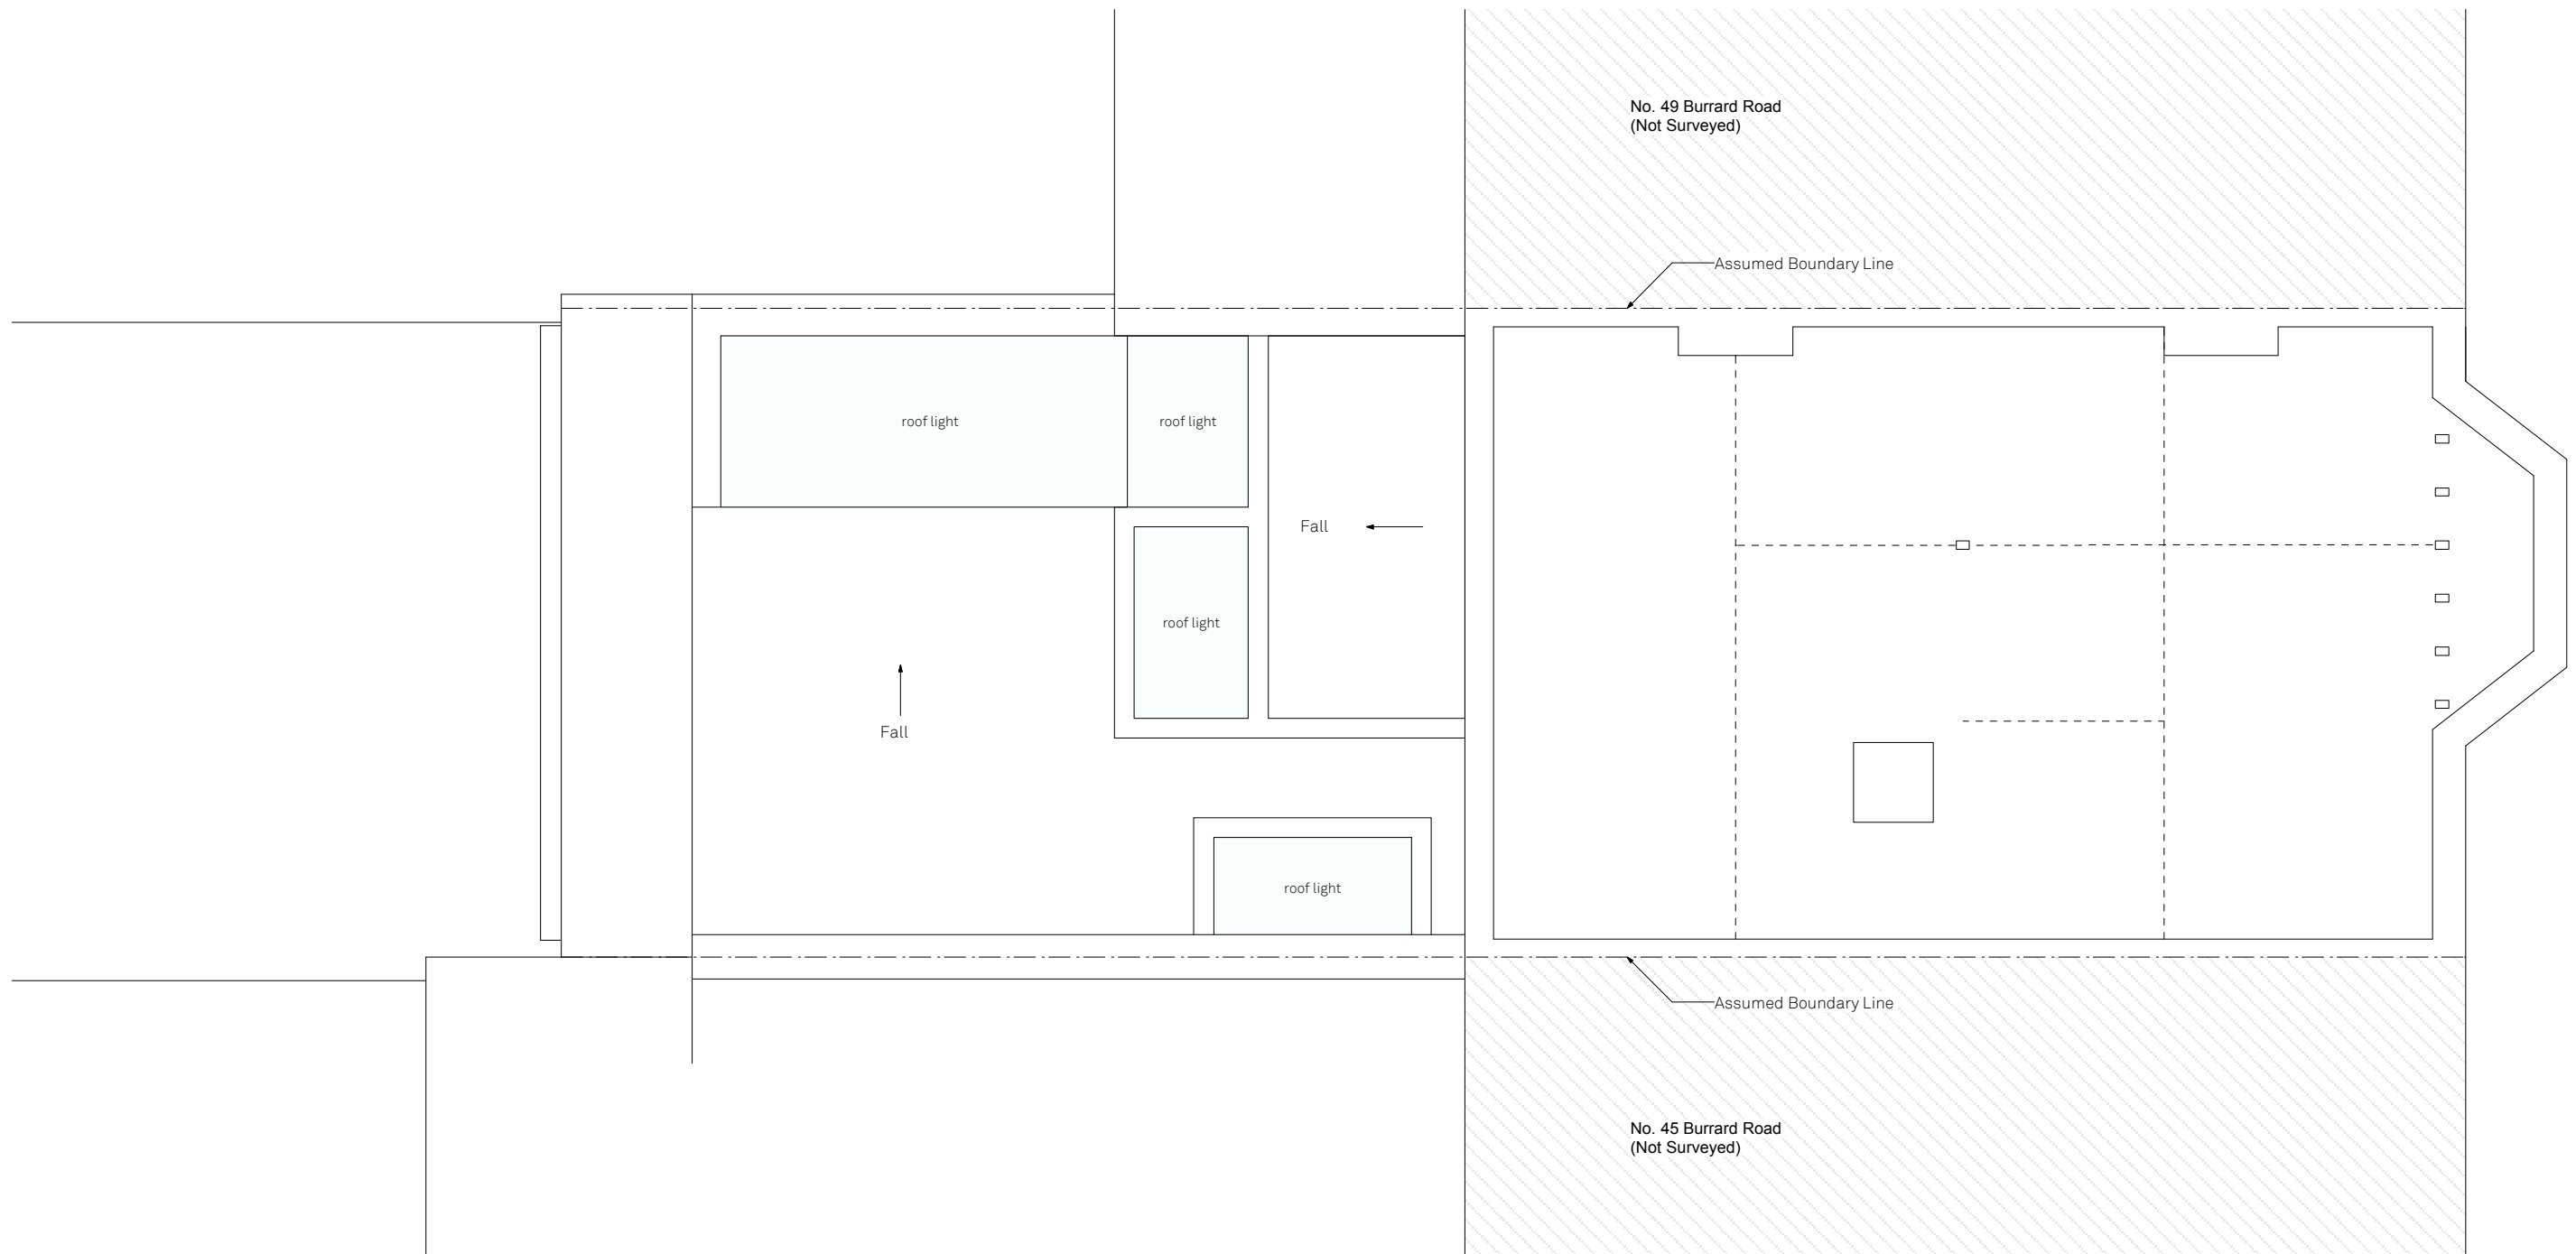 No. 49 Burrard Road
(Not Surveyed)
Assumed Boundary Line
roof light
roof light
Fall
roof light
Fall
roof light
Assumed Boundary Line
No. 45 Burrard Road
(Not Surveyed)